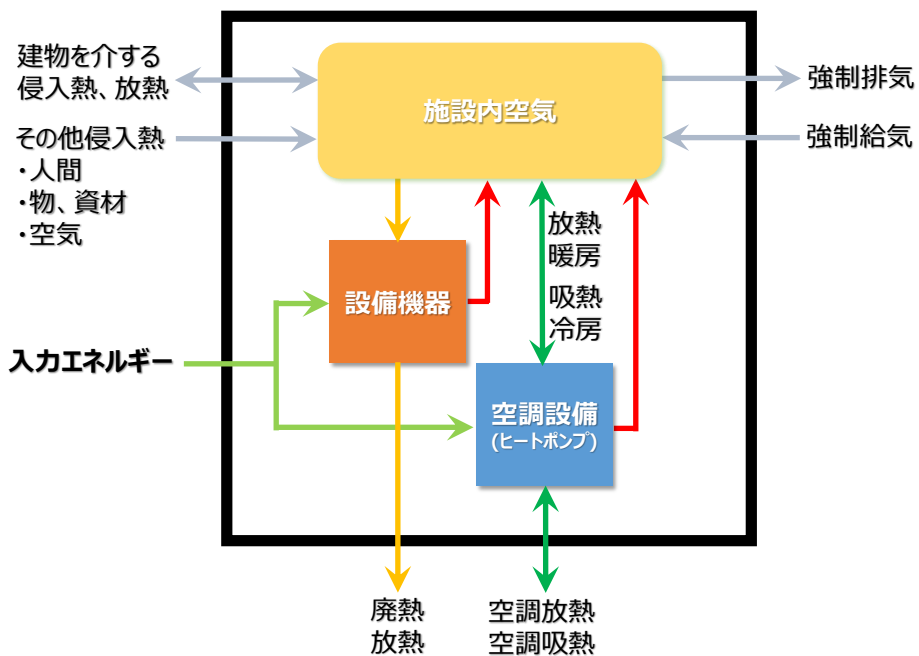 建物を介する
侵入熱、放熱
その他侵入熱
・人間
・物、資材
・空気
施設内空気
強制排気
強制給気
放熱
暖房
吸熱
冷房
設備機器
入力エネルギー
空調設備
(ヒートポンプ)
廃熱
放熱
空調放熱
空調吸熱